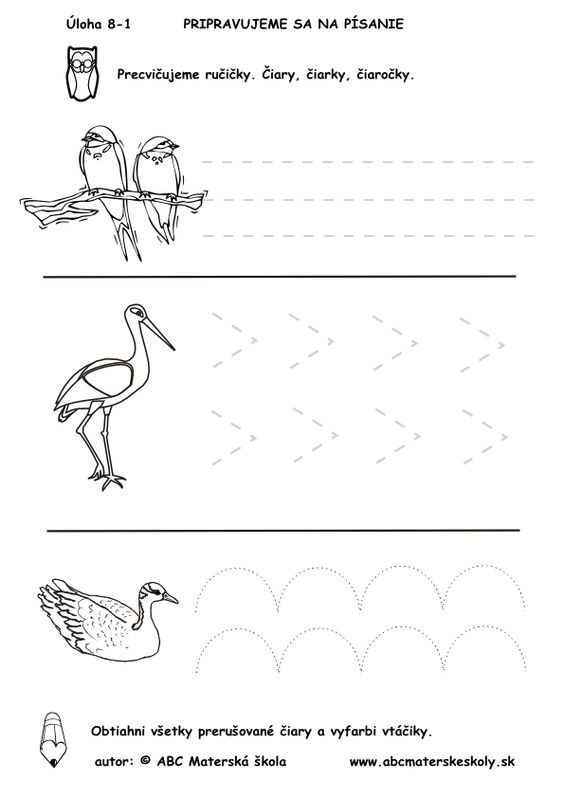 Úloha 8-1 PRIPRAVUJEME SA NA PÍSANIE
Precvičujeme ručičky. Čiary, čiarky, čiaročky.
Obtiahni všetky prerušované čiary a vyfarbi vtáčiky.
autor: © ABC Materská škola www.abcmaterskeskoly.sk